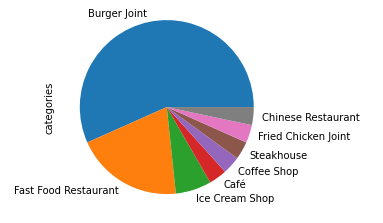 Burger Joint
categories
Chinese Restaurant
Fried Chicken Joint
Steakhouse
Coffee Shop
Café
Fast Food Restaurant
Ice Cream Shop